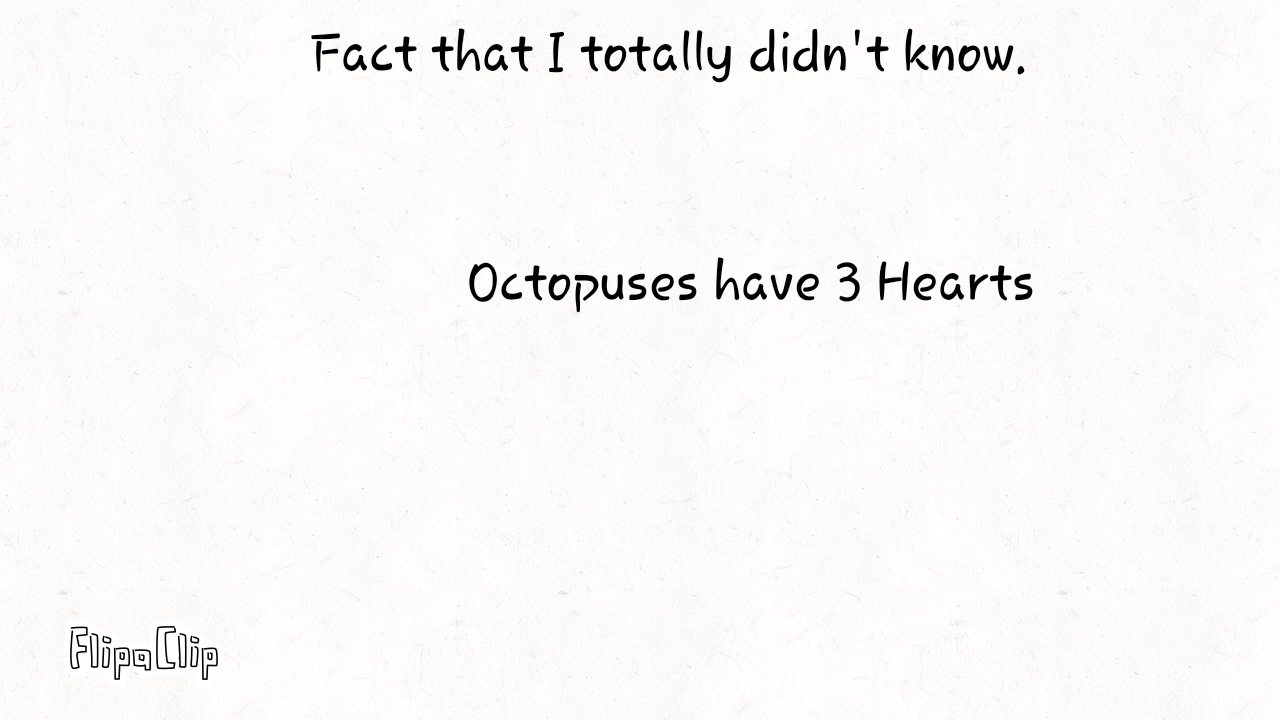 Fact that I totally didn't know.
Octopuses have 3 Hearts
FlipaClip